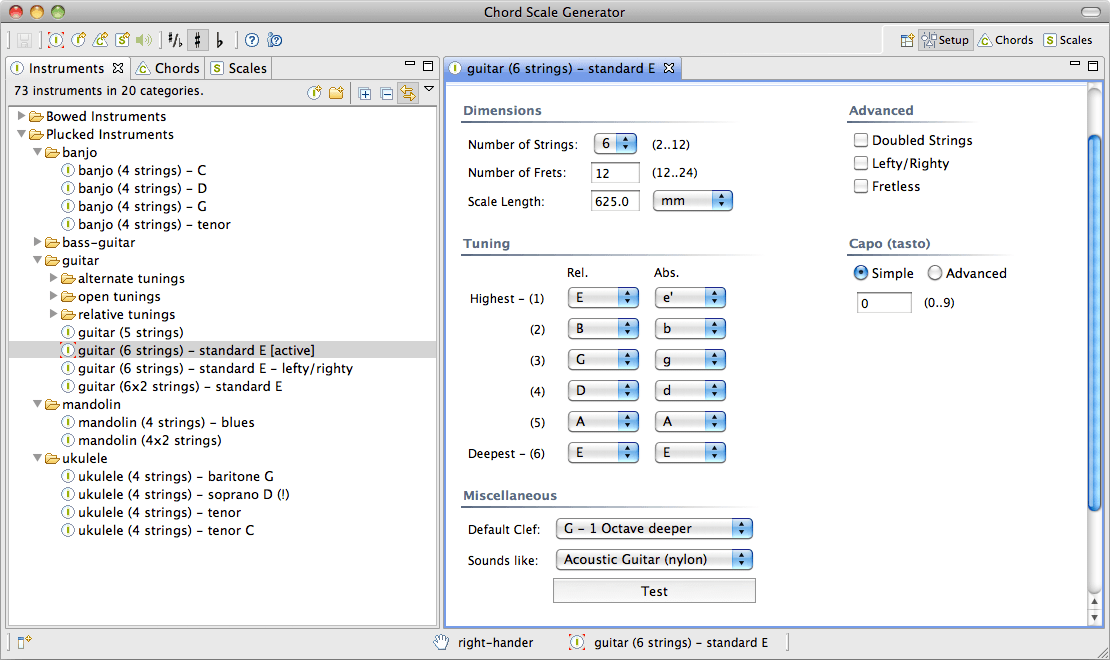 Chord Scale Generator
Setup Chords Scales
Instruments Chords Scales
guitar (6 strings) – standard E
73 instruments in 20 categories.
Bowed Instruments
Plucked Instruments
banjo
banjo (4 strings) – C
banjo (4 strings) – D
banjo (4 strings) – G
banjo (4 strings) – tenor
bass-guitar
guitar
alternate tunings
open tunings
relative tunings
guitar (5 strings)
guitar (6 strings) – standard E [active]
guitar (6 strings) – standard E – lefty/righty
guitar (6x2 strings) – standard E
mandolin
mandolin (4 strings) – blues
mandolin (4x2 strings)
ukulele
ukulele (4 strings) – baritone G
ukulele (4 strings) – soprano D (!)
ukulele (4 strings) – tenor
ukulele (4 strings) – tenor C
Dimensions
Number of Strings: 6 (2..12)
Number of Frets: 12 (12..24)
Scale Length: 625.0 mm
Tuning
Rel. Abs.
Highest – (1) E e'
(2) B b
(3) G g
(4) D d
(5) A A
Deepest – (6) E E
Miscellaneous
Default Clef: G – 1 Octave deeper
Sounds like: Acoustic Guitar (nylon)
Test
Advanced
Doubled Strings
Lefty/Righty
Fretless
Capo (tasto)
Simple Advanced
0 (0..9)
right-hander guitar (6 strings) – standard E